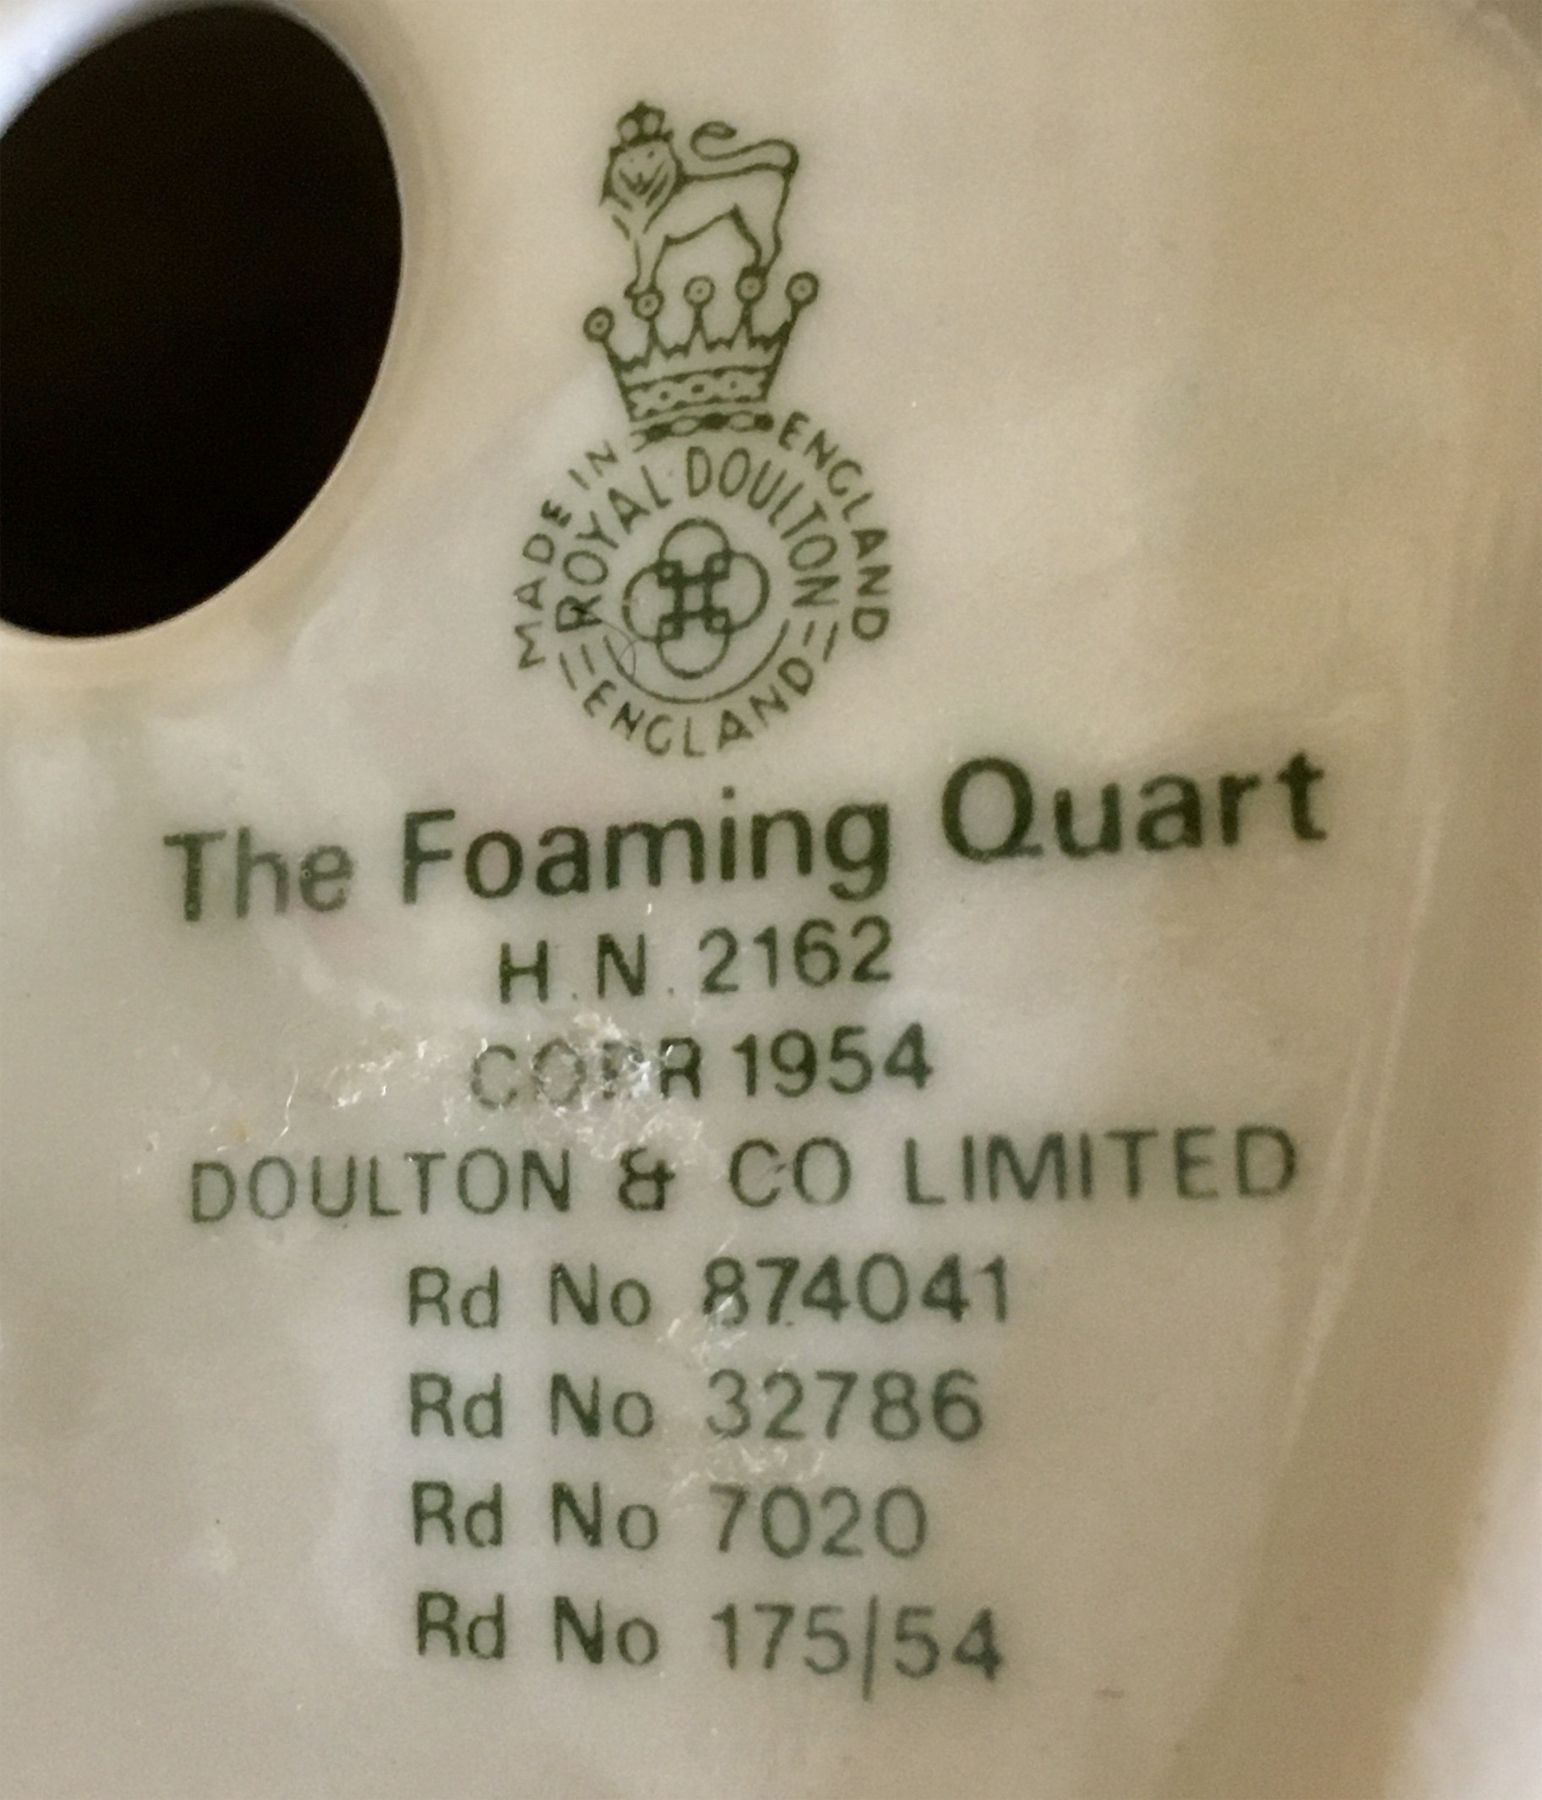 MADE IN ENGLAND
ROYAL DOULTON
ENGLAND
The Foaming Quart
H.N. 2162
COPR 1954
DOULTON & CO LIMITED
Rd No 874041
Rd No 32786
Rd No 7020
Rd No 175/54